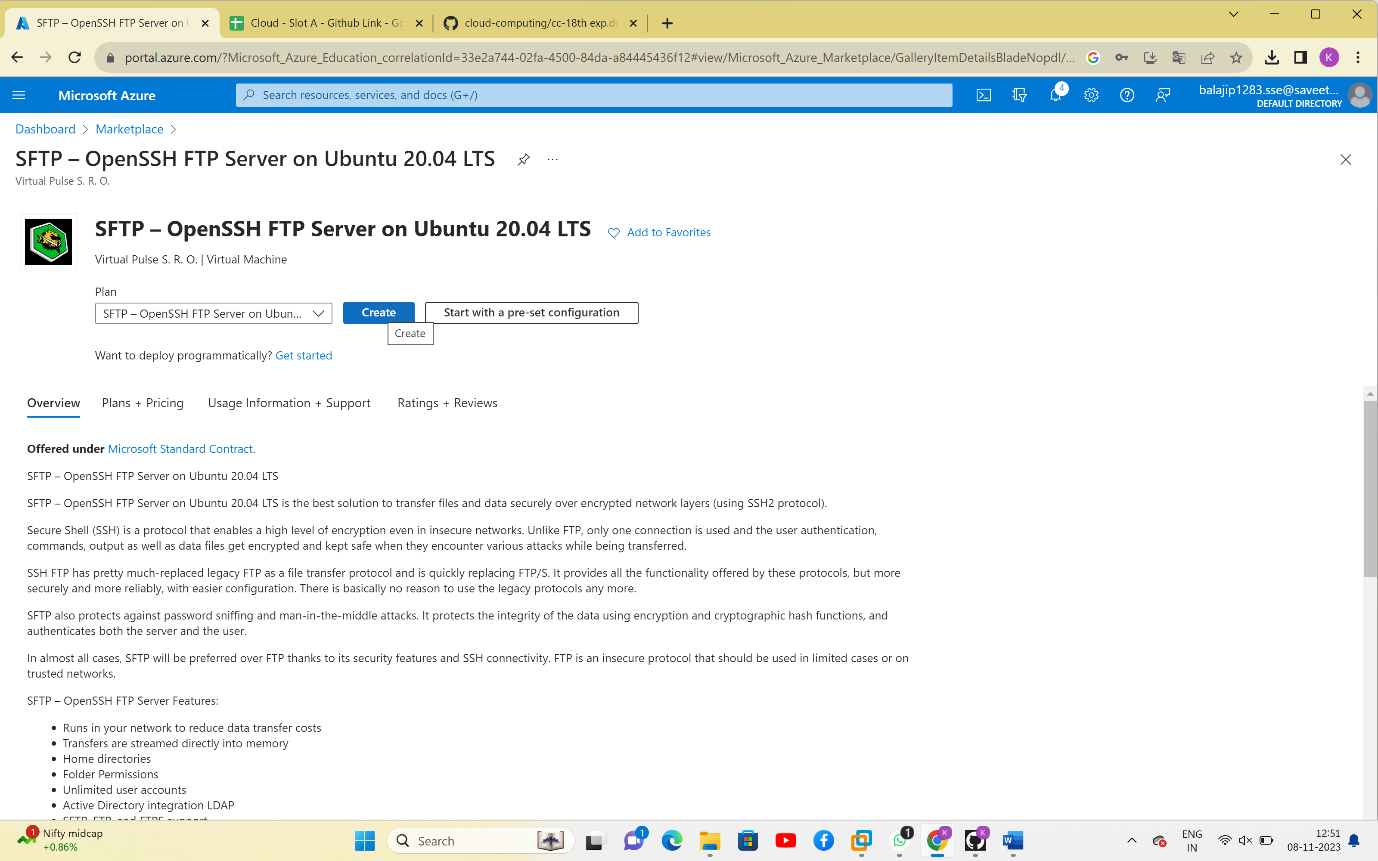 SFTP – OpenSSH FTP Server on U
Cloud - Slot A - Github Link - Go
cloud-computing/cc-18th exp.d
portal.azure.com/?Microsoft_Azure_Education_correlationId=33e2a744-02fa-4500-84da-a84445436f12#view/Microsoft_Azure_Marketplace/GalleryItemDetailsBladeNopdl/...
K
Microsoft Azure
Search resources, services, and docs (G+/)
4
balajip1283.sse@saveet...
DEFAULT DIRECTORY
Dashboard > Marketplace >
SFTP – OpenSSH FTP Server on Ubuntu 20.04 LTS
Virtual Pulse S. R. O.
SFTP – OpenSSH FTP Server on Ubuntu 20.04 LTS
Add to Favorites
Virtual Pulse S. R. O. | Virtual Machine
Plan
SFTP – OpenSSH FTP Server on Ubun...
Create
Start with a pre-set configuration
Create
Want to deploy programmatically? Get started
Overview
Plans + Pricing
Usage Information + Support
Ratings + Reviews
Offered under Microsoft Standard Contract.
SFTP – OpenSSH FTP Server on Ubuntu 20.04 LTS
SFTP – OpenSSH FTP Server on Ubuntu 20.04 LTS is the best solution to transfer files and data securely over encrypted network layers (using SSH2 protocol).
Secure Shell (SSH) is a protocol that enables a high level of encryption even in insecure networks. Unlike FTP, only one connection is used and the user authentication,
commands, output as well as data files get encrypted and kept safe when they encounter various attacks while being transferred.
SSH FTP has pretty much-replaced legacy FTP as a file transfer protocol and is quickly replacing FTP/S. It provides all the functionality offered by these protocols, but more
securely and more reliably, with easier configuration. There is basically no reason to use the legacy protocols any more.
SFTP also protects against password sniffing and man-in-the-middle attacks. It protects the integrity of the data using encryption and cryptographic hash functions, and
authenticates both the server and the user.
In almost all cases, SFTP will be preferred over FTP thanks to its security features and SSH connectivity. FTP is an insecure protocol that should be used in limited cases or on
trusted networks.
SFTP – OpenSSH FTP Server Features:
• Runs in your network to reduce data transfer costs
• Transfers are streamed directly into memory
• Home directories
• Folder Permissions
• Unlimited user accounts
• Active Directory integration LDAP
• SFTP, FTP, and FTPS support
1
Nifty midcap
+0.86%
Search
1
1
K
K
ENG
IN
12:51
08-11-2023